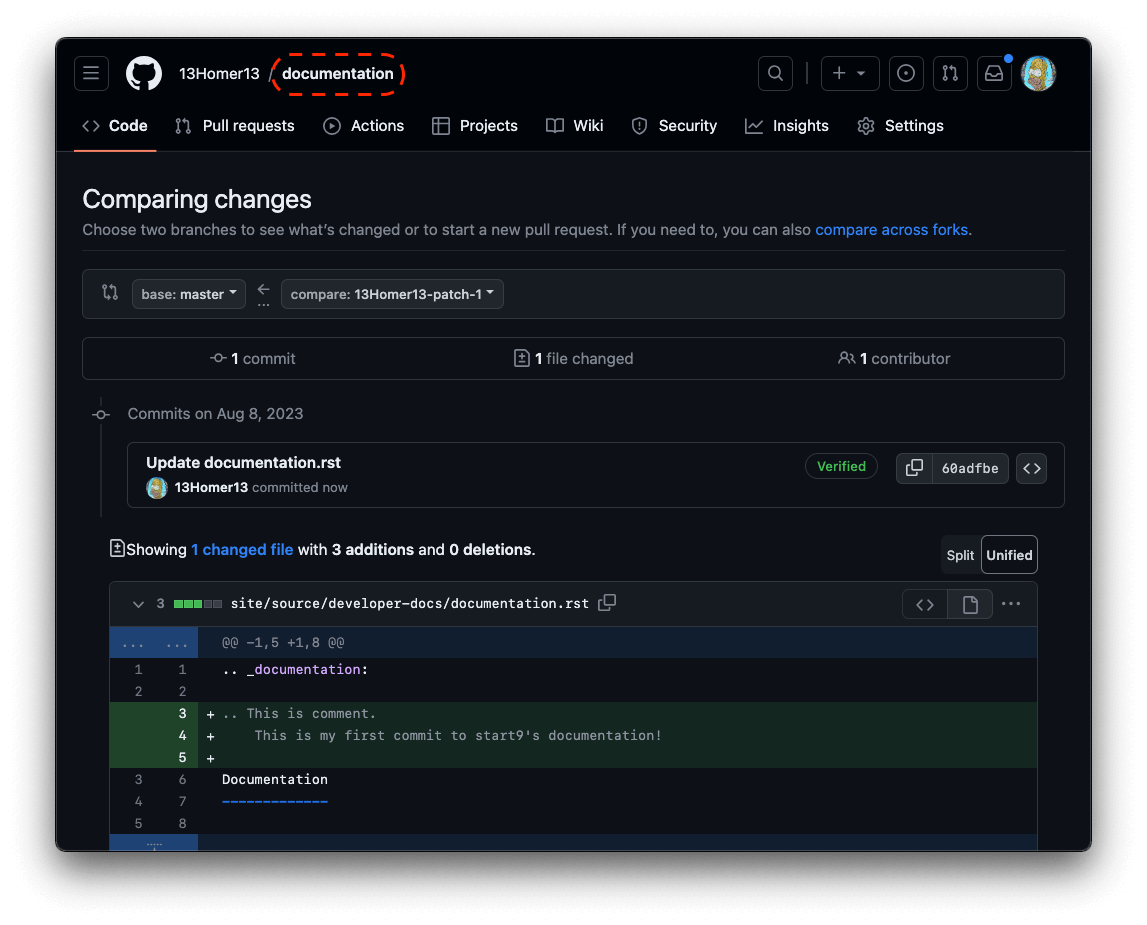 13Homer13 / documentation
Code Pull requests Actions Projects Wiki Security Insights Settings
Comparing changes
Choose two branches to see what's changed or to start a new pull request. If you need to, you can also compare across forks.
base: master ← ... compare: 13Homer13-patch-1
1 commit 1 file changed 1 contributor
Commits on Aug 8, 2023
Update documentation.rst
Verified 60adfbe
13Homer13 committed now
Showing 1 changed file with 3 additions and 0 deletions.
Split Unified
3 site/source/developer-docs/documentation.rst
... ... @@ -1,5 +1,8 @@
1 1 .. _documentation:
2 2
3 + .. This is comment.
4 + This is my first commit to start9's documentation!
5 +
3 6 Documentation
4 7 -------------
5 8